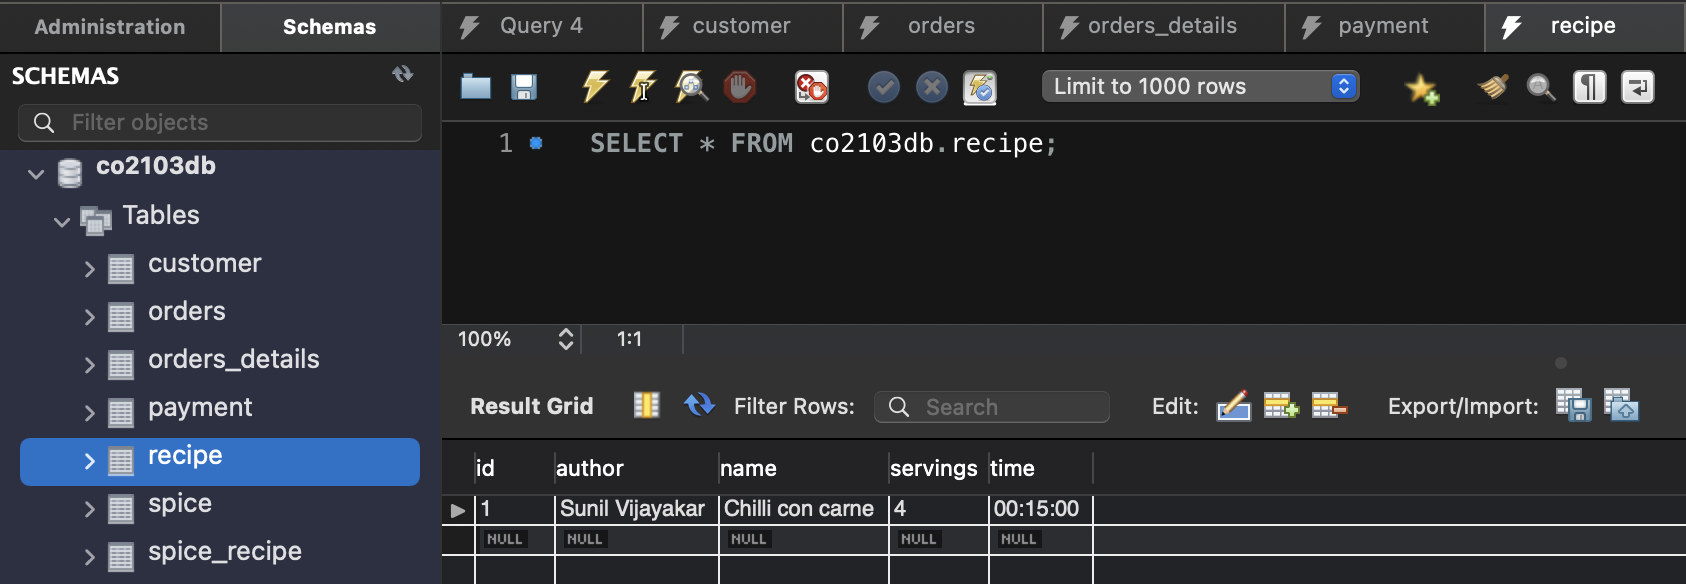 Administration
Schemas
Query 4
customer
orders
orders_details
payment
recipe
SCHEMAS
Filter objects
co2103db
Tables
customer
orders
orders_details
payment
recipe
spice
spice_recipe
Limit to 1000 rows
1 SELECT * FROM co2103db.recipe;
100% 1:1
Result Grid Filter Rows: Search Edit: Export/Import:
id author name servings time
1 Sunil Vijayakar Chilli con carne 4 00:15:00
NULL NULL NULL NULL NULL